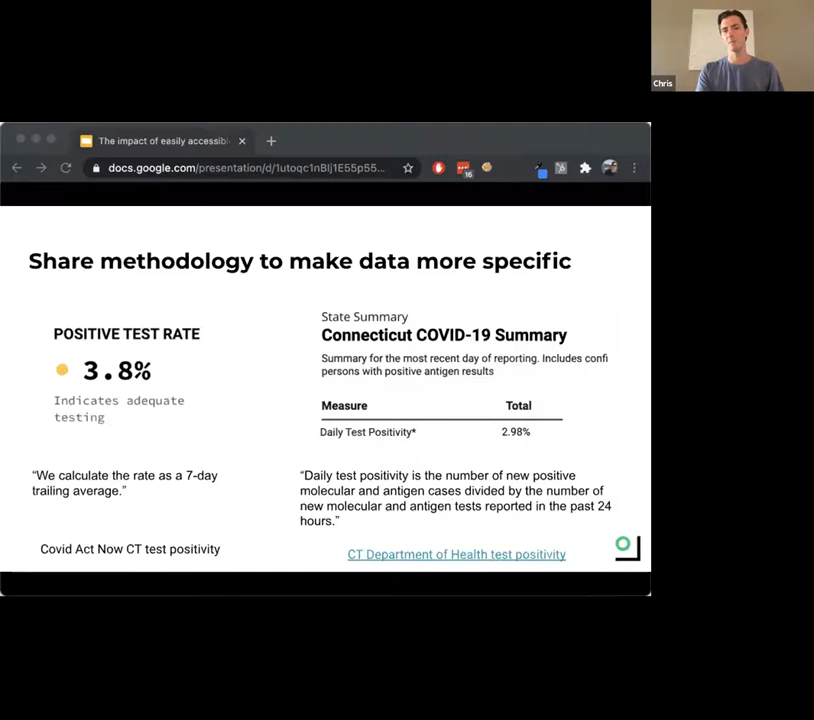 Chris
The impact of easily accessibl
docs.google.com/presentation/d/1utoqc1nBlj1E55p55...
16
Share methodology to make data more specific
POSITIVE TEST RATE
3.8%
Indicates adequate
testing
“We calculate the rate as a 7-day
trailing average.”
Covid Act Now CT test positivity
State Summary
Connecticut COVID-19 Summary
Summary for the most recent day of reporting. Includes confi
persons with positive antigen results
Measure Total
Daily Test Positivity* 2.98%
“Daily test positivity is the number of new positive
molecular and antigen cases divided by the number of
new molecular and antigen tests reported in the past 24
hours.”
CT Department of Health test positivity